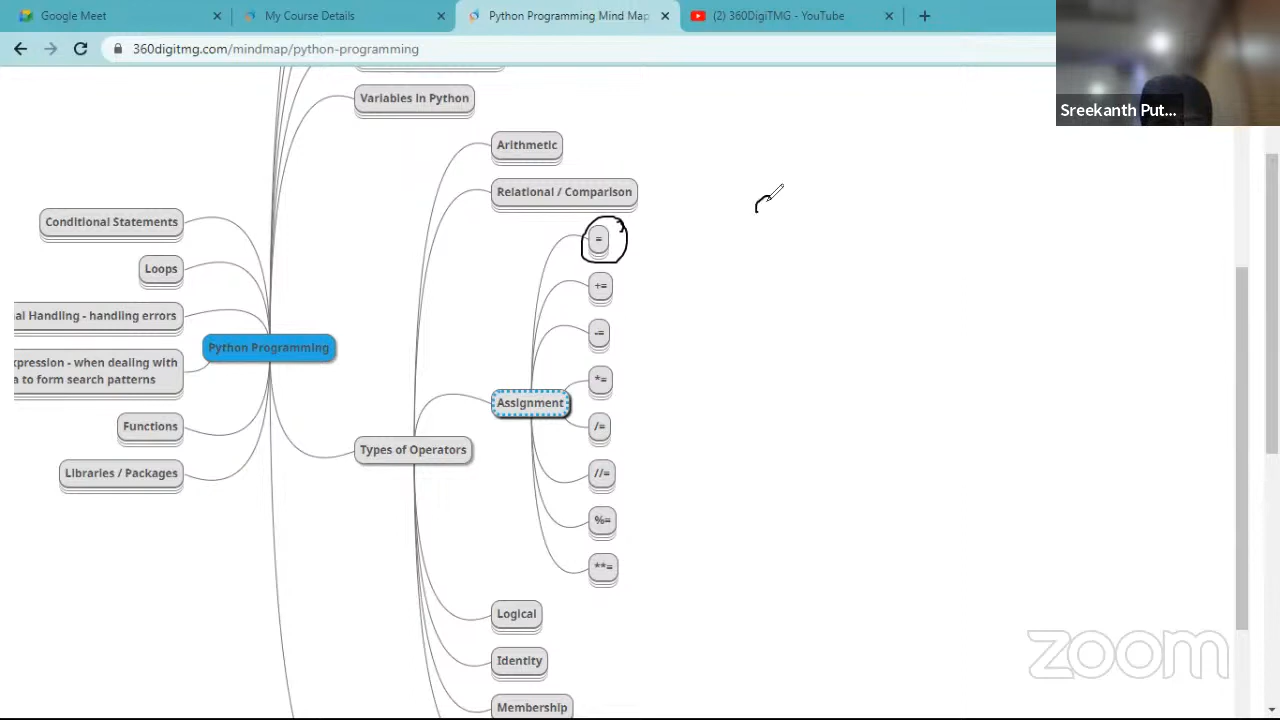 Google Meet
My Course Details
Python Programming Mind Map
(2) 360DigiTMG - YouTube
360digitmg.com/mindmap/python-programming
Sreekanth Put...
Variables in Python
Arithmetic
Relational / Comparison
=
+=
-=
*=
/=
//=
%=
**=
Assignment
Types of Operators
Logical
Identity
Membership
Conditional Statements
Loops
al Handling - handling errors
Python Programming
xpression - when dealing with
a to form search patterns
Functions
Libraries / Packages
zoom